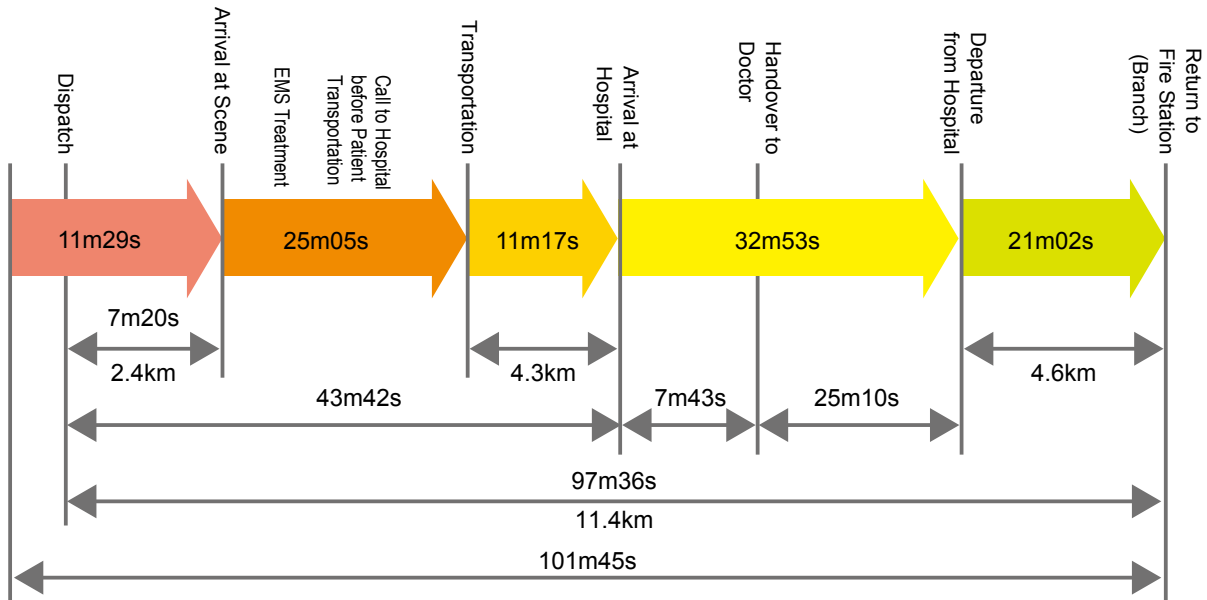 Dispatch
Arrival at Scene
EMS Treatment
Call to Hospital
before Patient
Transportation
Transportation
Arrival at
Hospital
Handover to
Doctor
Departure
from Hospital
Return to
Fire Station
(Branch)
11m29s
25m05s
11m17s
32m53s
21m02s
7m20s
2.4km
4.3km
4.6km
43m42s
7m43s
25m10s
97m36s
11.4km
101m45s